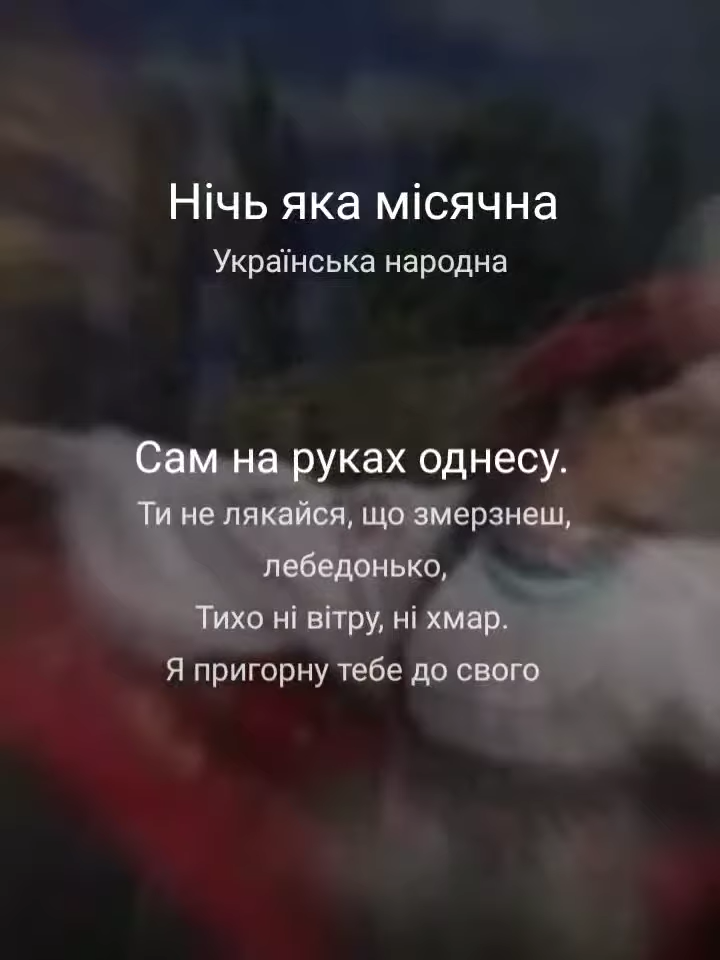 Нічь яка місячна
Українська народна
Сам на руках однесу.
Ти не лякайся, що змерзнеш,
лебедонько,
Тихо ні вітру, ні хмар.
Я пригорну тебе до свого